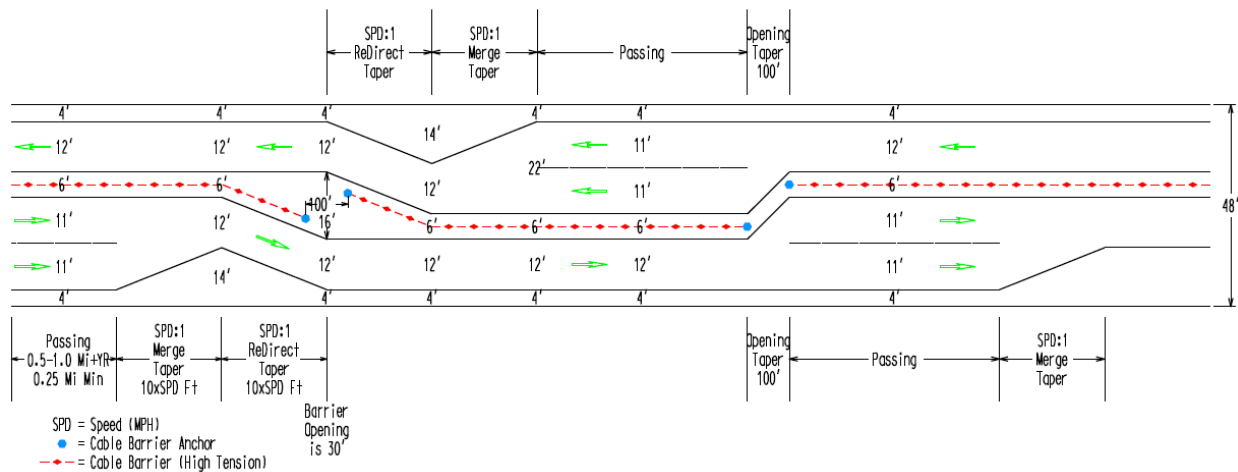 SPD:1
ReDirect
Taper
SPD:1
Merge
Taper
Passing
Opening
Taper
100'
4' 4' 4' 4' 4'
14'
12' 12' 12' 11' 12'
22'
6' 6' 12' 11' 6'
100'
48'
11' 12' 16' 6' 6' 6' 11'
11' 12' 12' 12' 12' 11'
14'
4' 4' 4' 4' 4' 4' 4'
Passing
0.5-1.0 Mi+YR
0.25 Mi Min
SPD:1
Merge
Taper
10xSPD Ft
SPD:1
ReDirect
Taper
10xSPD Ft
Opening
Taper
100'
Passing
SPD:1
Merge
Taper
Barrier
Opening
is 30'
SPD = Speed (MPH)
= Cable Barrier Anchor
= Cable Barrier (High Tension)